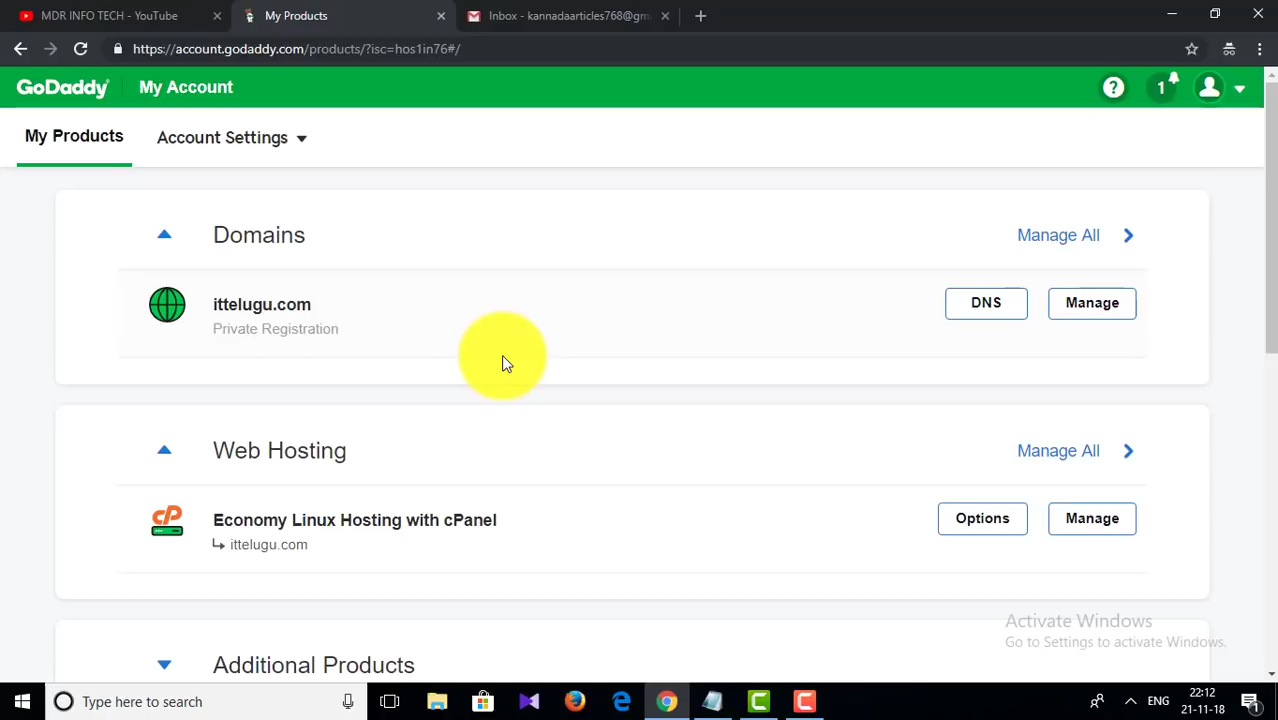 MDR INFO TECH - YouTube
My Products
Inbox - kannadaarticles768@gm
https://account.godaddy.com/products/?isc=hos1in76#/
GoDaddy
My Account
?
1
My Products
Account Settings
Domains
Manage All
ittelugu.com
DNS
Manage
Private Registration
Web Hosting
Manage All
cP
Economy Linux Hosting with cPanel
Options
Manage
ittelugu.com
Activate Windows
Go to Settings to activate Windows.
Additional Products
Type here to search
ENG
22:12
21-11-18
1